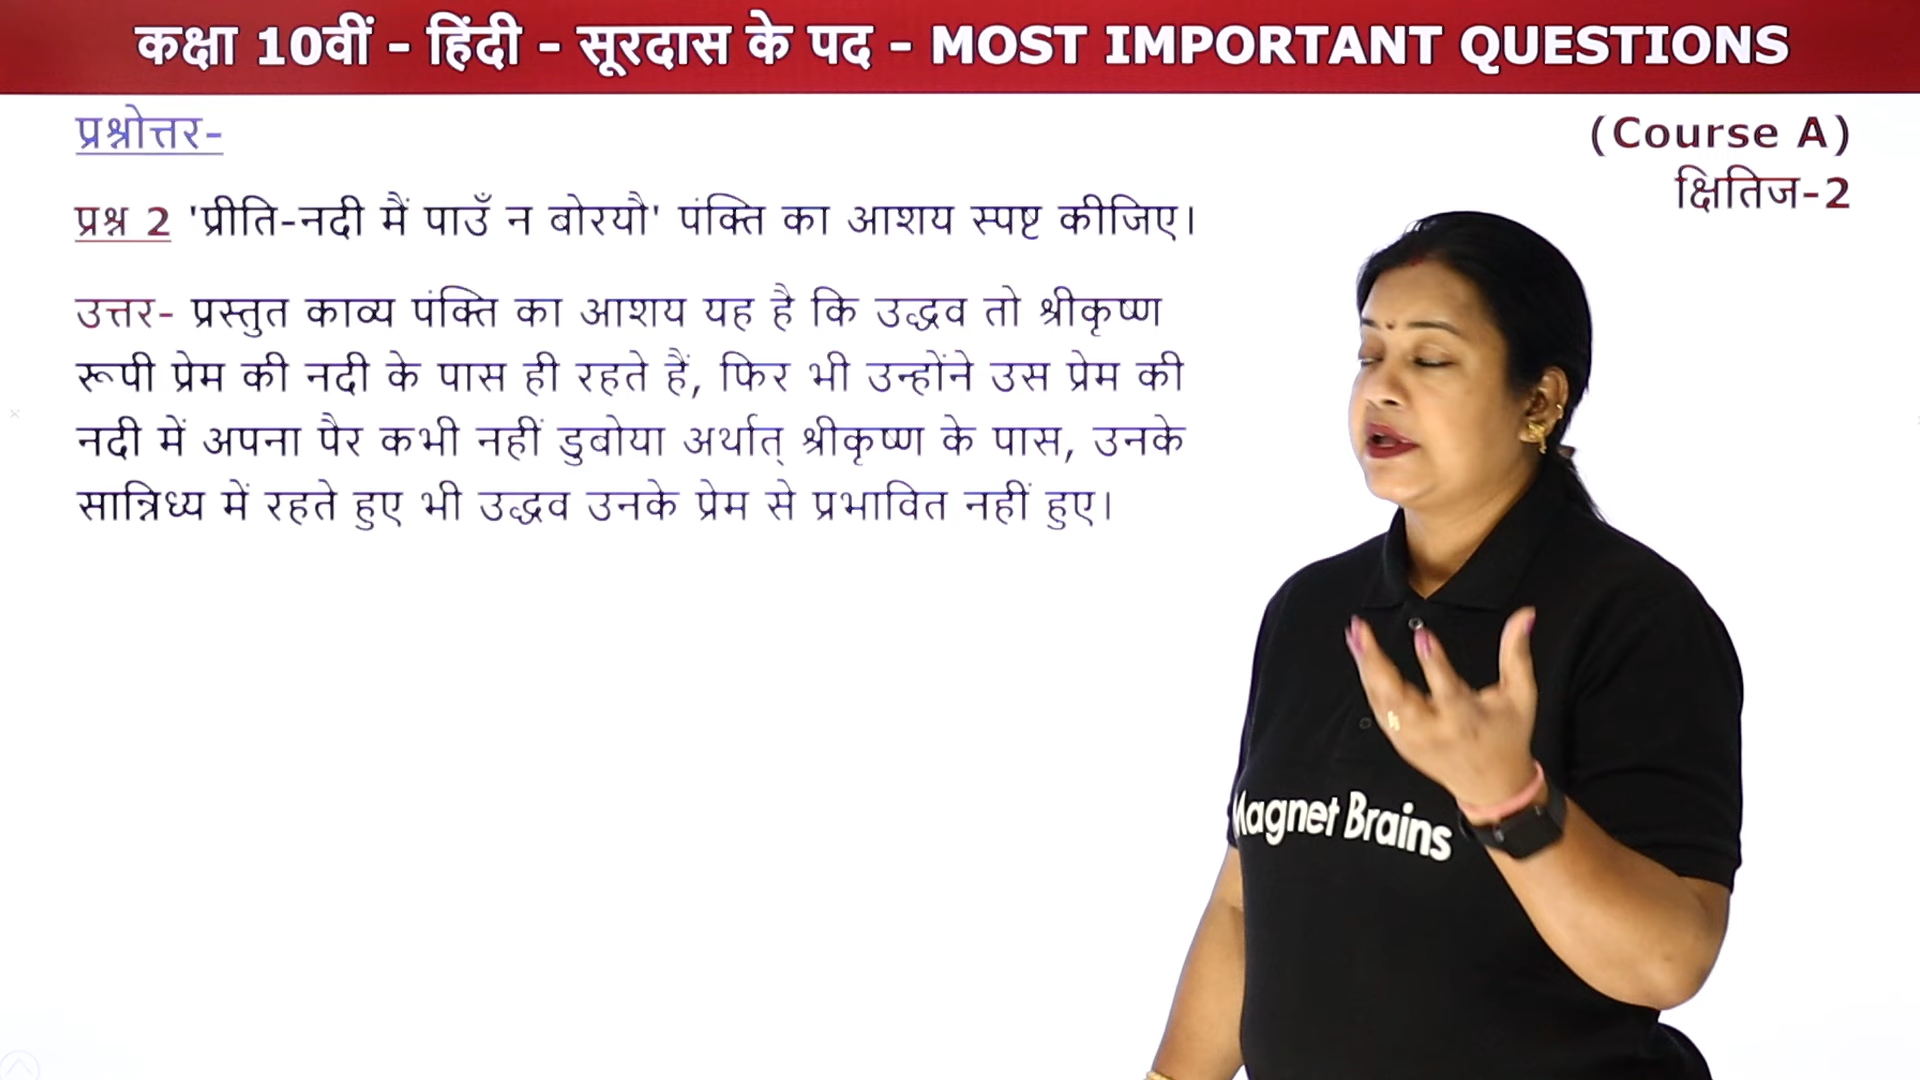 कक्षा 10वीं - हिंदी - सूरदास के पद - MOST IMPORTANT QUESTIONS
प्रश्नोत्तर-
(Course A)
क्षितिज-2
प्रश्न 2 'प्रीति-नदी मैं पाउँ न बोरयौ' पंक्ति का आशय स्पष्ट कीजिए।
उत्तर- प्रस्तुत काव्य पंक्ति का आशय यह है कि उद्धव तो श्रीकृष्ण
रूपी प्रेम की नदी के पास ही रहते हैं, फिर भी उन्होंने उस प्रेम की
नदी में अपना पैर कभी नहीं डुबोया अर्थात् श्रीकृष्ण के पास, उनके
सान्निध्य में रहते हुए भी उद्धव उनके प्रेम से प्रभावित नहीं हुए।
Magnet Brains